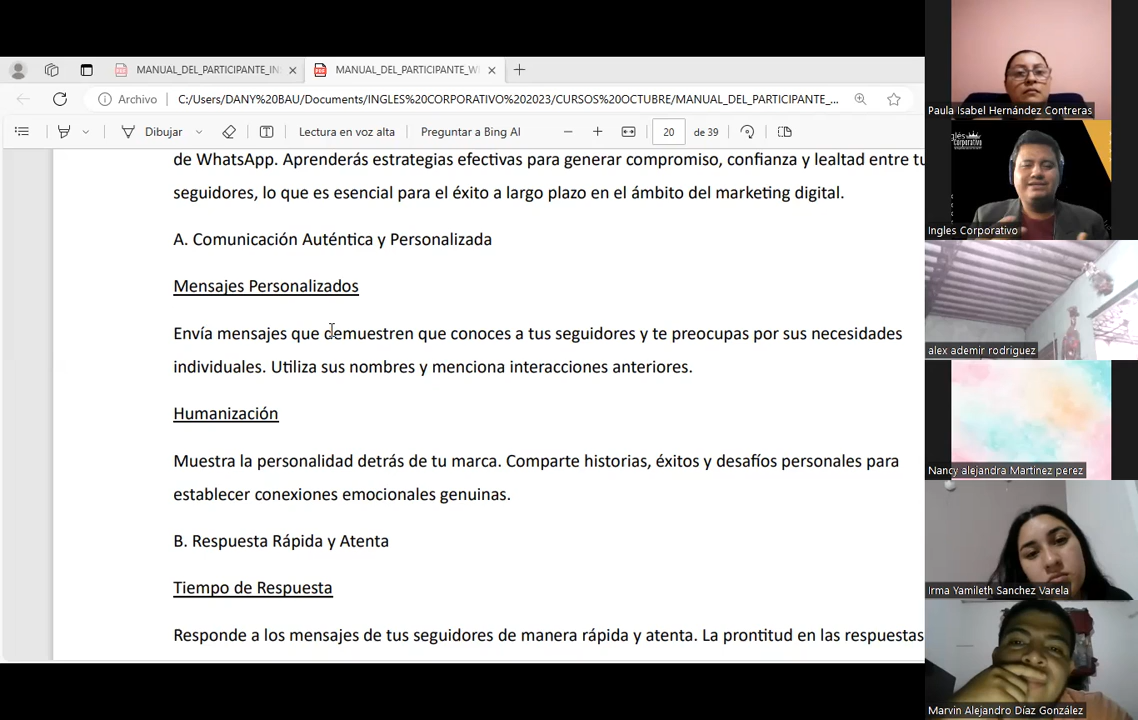 MANUAL_DEL_PARTICIPANTE_IN
MANUAL_DEL_PARTICIPANTE_W
Archivo
C:/Users/DANY%20BAU/Documents/INGLES%20CORPORATIVO%202023/CURSOS%20OCTUBRE/MANUAL_DEL_PARTICIPANTE_...
Dibujar
Lectura en voz alta
Preguntar a Bing AI
20
de 39
de WhatsApp. Aprenderás estrategias efectivas para generar compromiso, confianza y lealtad entre tu
seguidores, lo que es esencial para el éxito a largo plazo en el ámbito del marketing digital.
A. Comunicación Auténtica y Personalizada
Mensajes Personalizados
Envía mensajes que demuestren que conoces a tus seguidores y te preocupas por sus necesidades
individuales. Utiliza sus nombres y menciona interacciones anteriores.
Humanización
Muestra la personalidad detrás de tu marca. Comparte historias, éxitos y desafíos personales para
establecer conexiones emocionales genuinas.
B. Respuesta Rápida y Atenta
Tiempo de Respuesta
Responde a los mensajes de tus seguidores de manera rápida y atenta. La prontitud en las respuestas
Paula Isabel Hernández Contreras
Ingles Corporativo
alex ademir rodriguez
Nancy alejandra Martinez perez
Irma Yamileth Sanchez Varela
Marvin Alejandro Díaz González